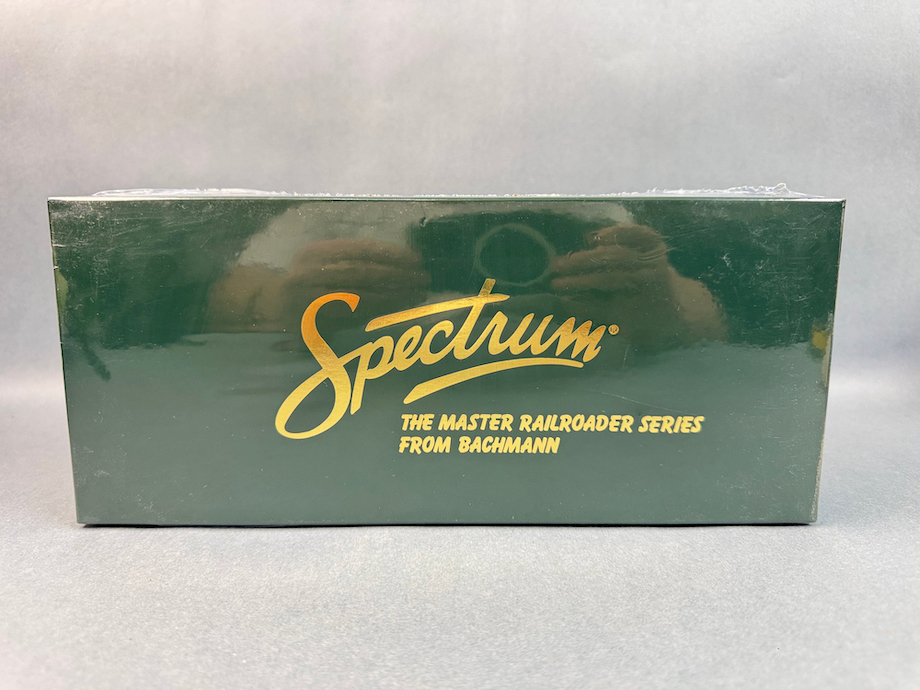 Spectrum®
THE MASTER RAILROADER SERIES
FROM BACHMANN